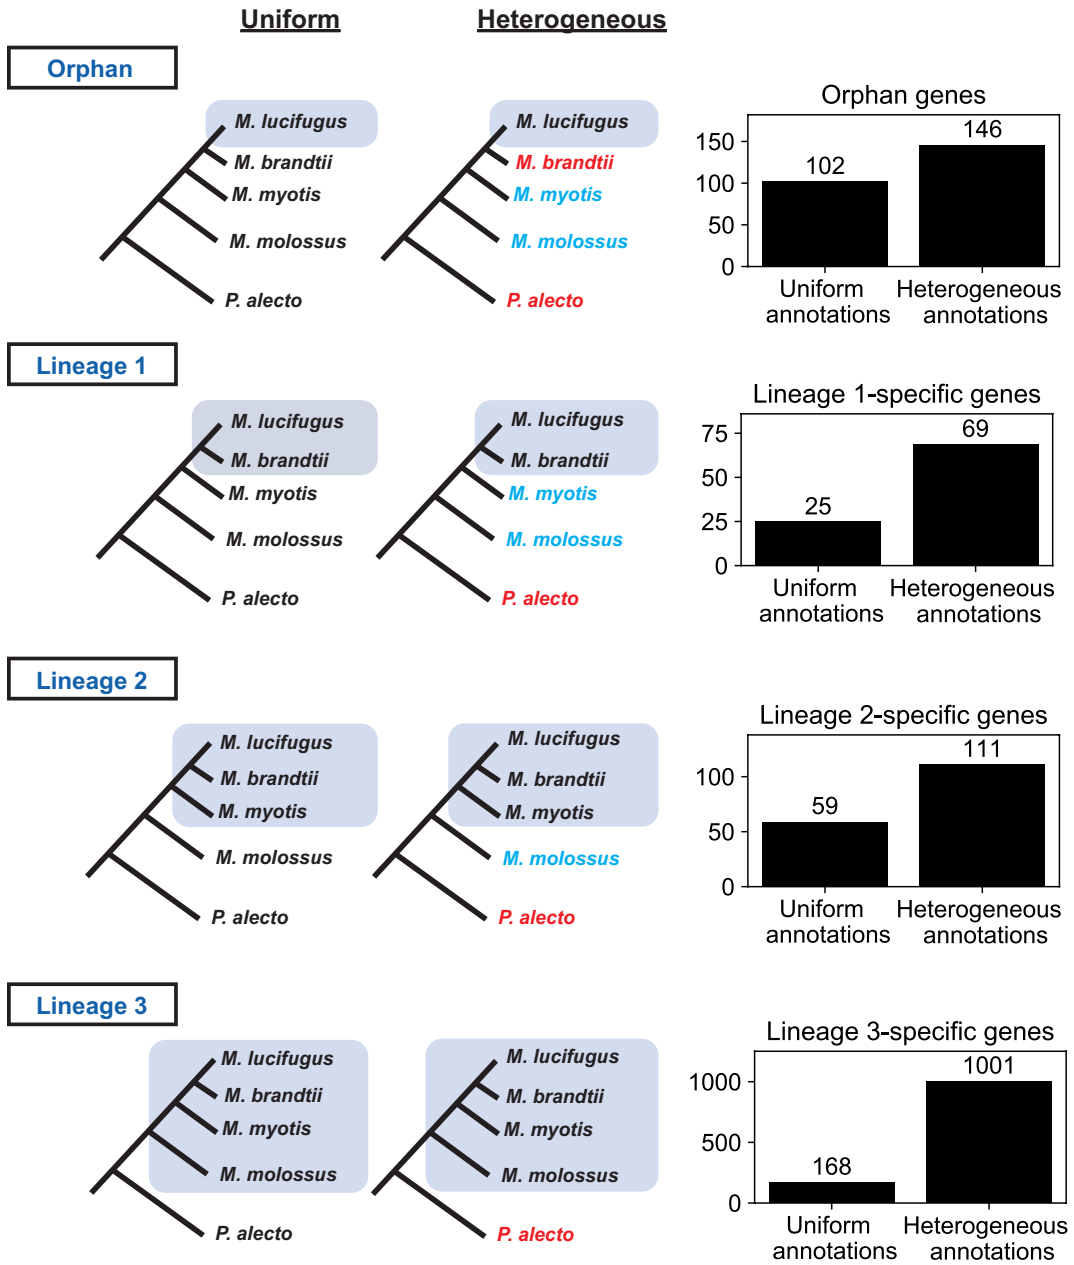 Uniform
Heterogeneous
Orphan
M. lucifugus
M. brandtii
M. myotis
M. molossus
P. alecto
M. lucifugus
M. brandtii
M. myotis
M. molossus
P. alecto
Orphan genes
150
100
50
0
102
146
Uniform
annotations
Heterogeneous
annotations
Lineage 1
M. lucifugus
M. brandtii
M. myotis
M. molossus
P. alecto
M. lucifugus
M. brandtii
M. myotis
M. molossus
P. alecto
Lineage 1-specific genes
75
50
25
0
25
69
Uniform
annotations
Heterogeneous
annotations
Lineage 2
M. lucifugus
M. brandtii
M. myotis
M. molossus
P. alecto
M. lucifugus
M. brandtii
M. myotis
M. molossus
P. alecto
Lineage 2-specific genes
100
50
0
59
111
Uniform
annotations
Heterogeneous
annotations
Lineage 3
M. lucifugus
M. brandtii
M. myotis
M. molossus
P. alecto
M. lucifugus
M. brandtii
M. myotis
M. molossus
P. alecto
Lineage 3-specific genes
1000
500
0
168
1001
Uniform
annotations
Heterogeneous
annotations